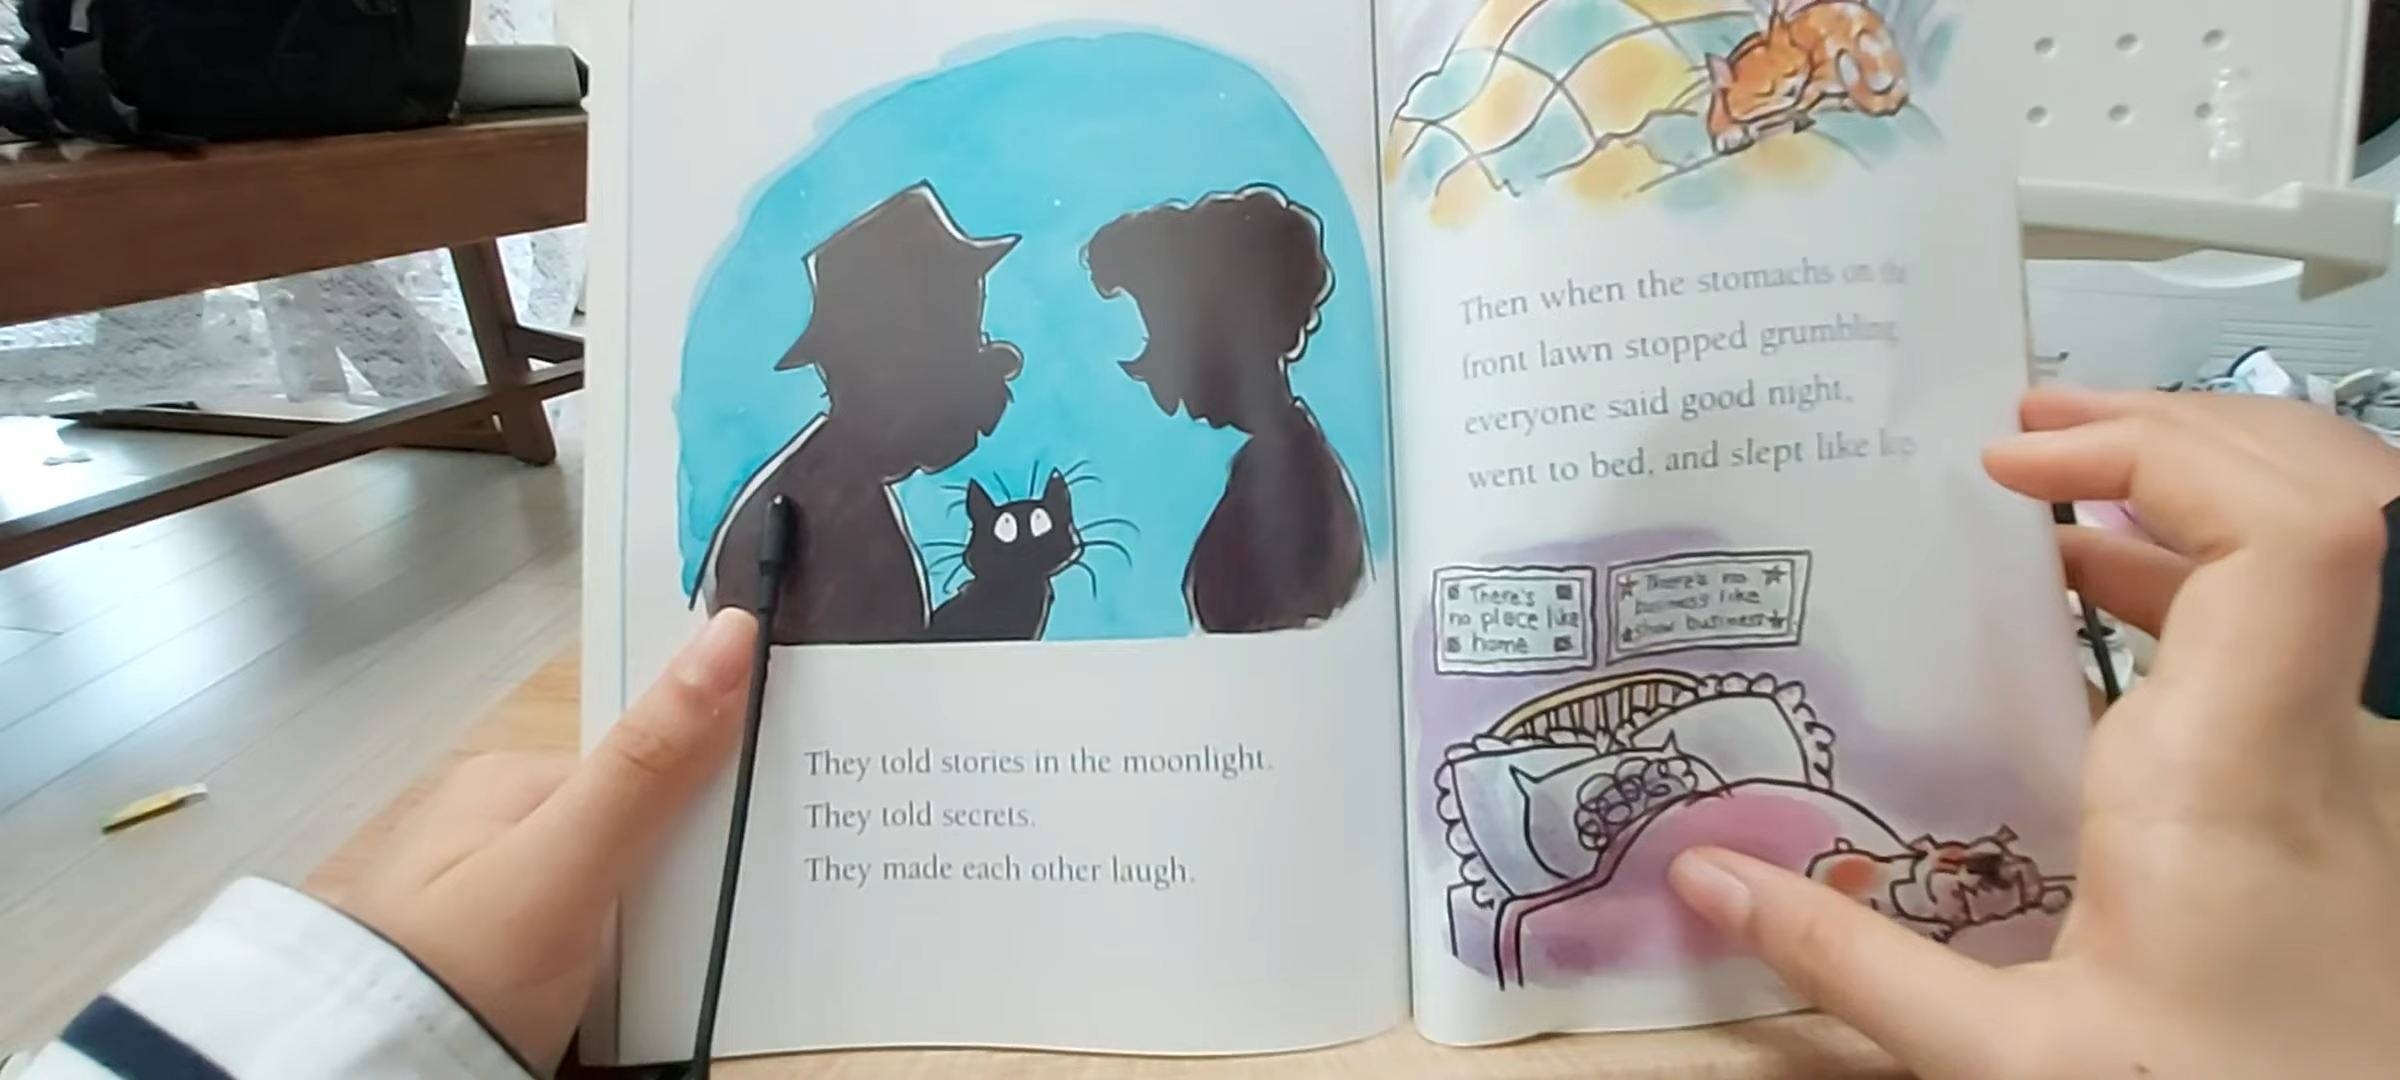 They told stories in the moonlight.
They told secrets.
They made each other laugh.
Then when the stomachs on the
front lawn stopped grumbling
everyone said good night,
went to bed, and slept like
There's
no place like
home
There's no
business like
show business